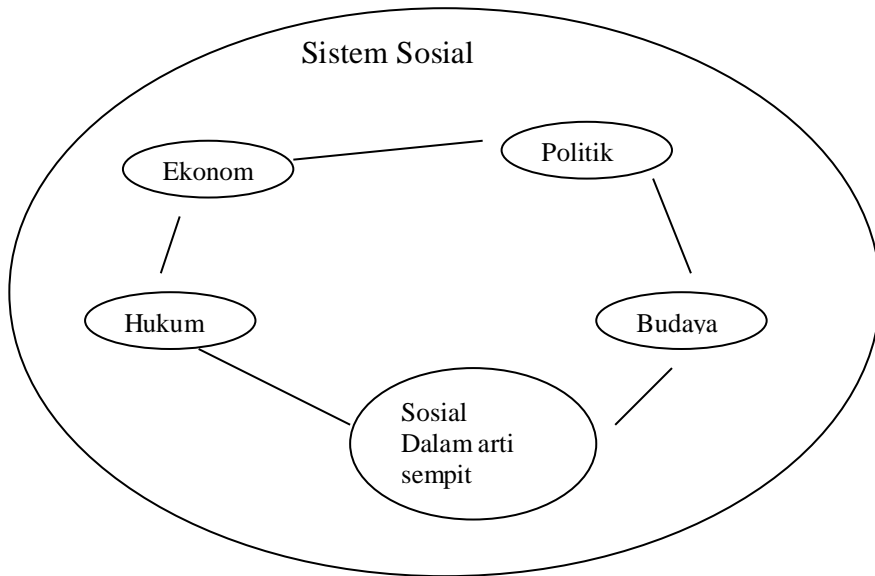 Sistem Sosial
Ekonom
Politik
Hukum
Budaya
Sosial
Dalam arti
sempit